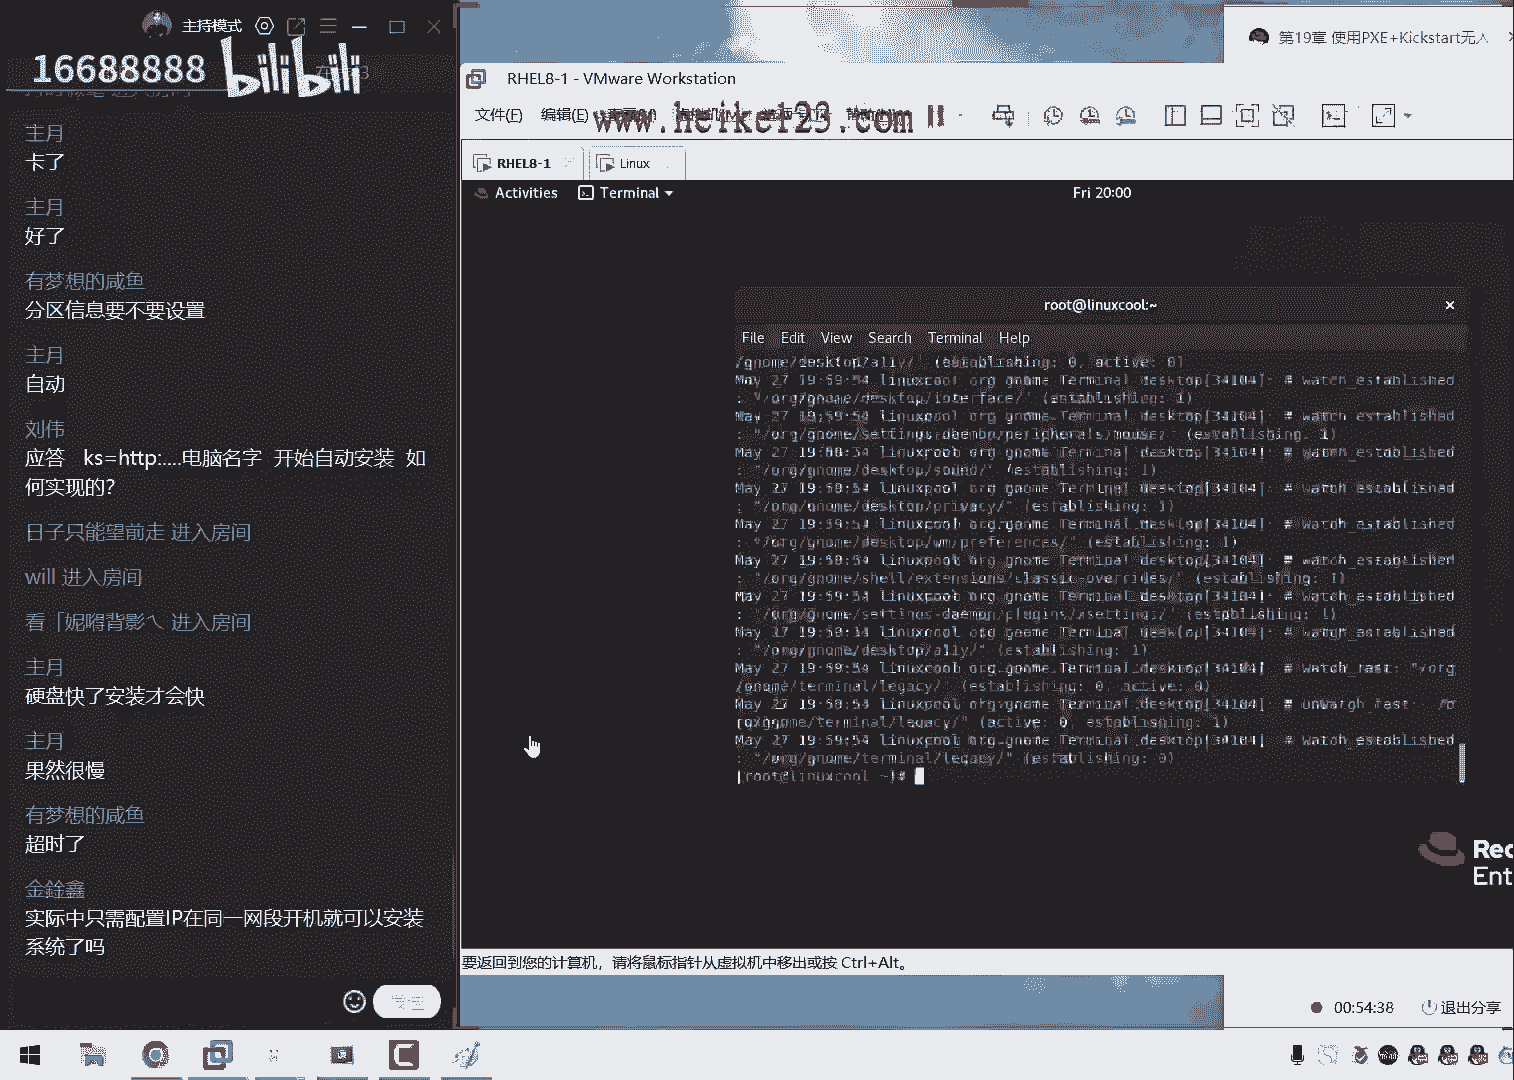 主持模式
16688888
bilibili
主月
卡了
主月
好了
有梦想的咸鱼
分区信息要不要设置
主月
自动
刘伟
应答 ks=http:....电脑名字 开始自动安装 如
何实现的?
日子只能望前走 进入房间
will 进入房间
进入房间
主月
硬盘快了安装才会快
主月
果然很慢
有梦想的咸鱼
超时了
金銓鑫
实际中只需配置IP在同一网段开机就可以安装
系统了吗
第19章 使用PXE+Kickstart无人
RHEL8-1 - VMware Workstation
文件(F) 编辑(E)
www.heike123.com
RHEL8-1
Linux
Activities
Terminal
Fri 20:00
root@linuxcool:~
File Edit View Search Terminal Help
/gnome/desktop/a11y/" (establishing: 0, active: 0)
May 27 19:59:54 linuxcool org.gnome.Terminal.desktop[34104]: # watch_established
: "/org/gnome/desktop/interface/" (establishing: 1)
May 27 19:59:54 linuxcool org.gnome.Terminal.desktop[34104]: # watch_established
: "/org/gnome/settings-daemon/peripherals/mouse/" (establishing: 1)
May 27 19:59:54 linuxcool org.gnome.Terminal.desktop[34104]: # watch_established
: "/org/gnome/desktop/sound/" (establishing: 1)
May 27 19:59:54 linuxcool org.gnome.Terminal.desktop[34104]: # watch_established
: "/org/gnome/desktop/privacy/" (establishing: 1)
May 27 19:59:54 linuxcool org.gnome.Terminal.desktop[34104]: # watch_established
: "/org/gnome/desktop/wm/preferences/" (establishing: 1)
May 27 19:59:54 linuxcool org.gnome.Terminal.desktop[34104]: # watch_established
: "/org/gnome/shell/extensions/classic-overrides/" (establishing: 1)
May 27 19:59:54 linuxcool org.gnome.Terminal.desktop[34104]: # watch_established
: "/org/gnome/settings-daemon/plugins/xsettings/" (establishing: 1)
May 27 19:59:54 linuxcool org.gnome.Terminal.desktop[34104]: # watch_established
: "/org/gnome/desktop/a11y/" (establishing: 1)
May 27 19:59:54 linuxcool org.gnome.Terminal.desktop[34104]: # watch_fast: "/org
/gnome/terminal/legacy/" (establishing: 0, active: 0)
May 27 19:59:54 linuxcool org.gnome.Terminal.desktop[34104]: # unwatch_fast: "/o
rg/gnome/terminal/legacy/" (active: 0, establishing: 1)
May 27 19:59:54 linuxcool org.gnome.Terminal.desktop[34104]: # watch_established
: "/org/gnome/terminal/legacy/" (establishing: 0)
[root@linuxcool ~]#
Red
Ent
要返回到您的计算机，请将鼠标指针从虚拟机中移出或按 Ctrl+Alt。
00:54:38
退出分享